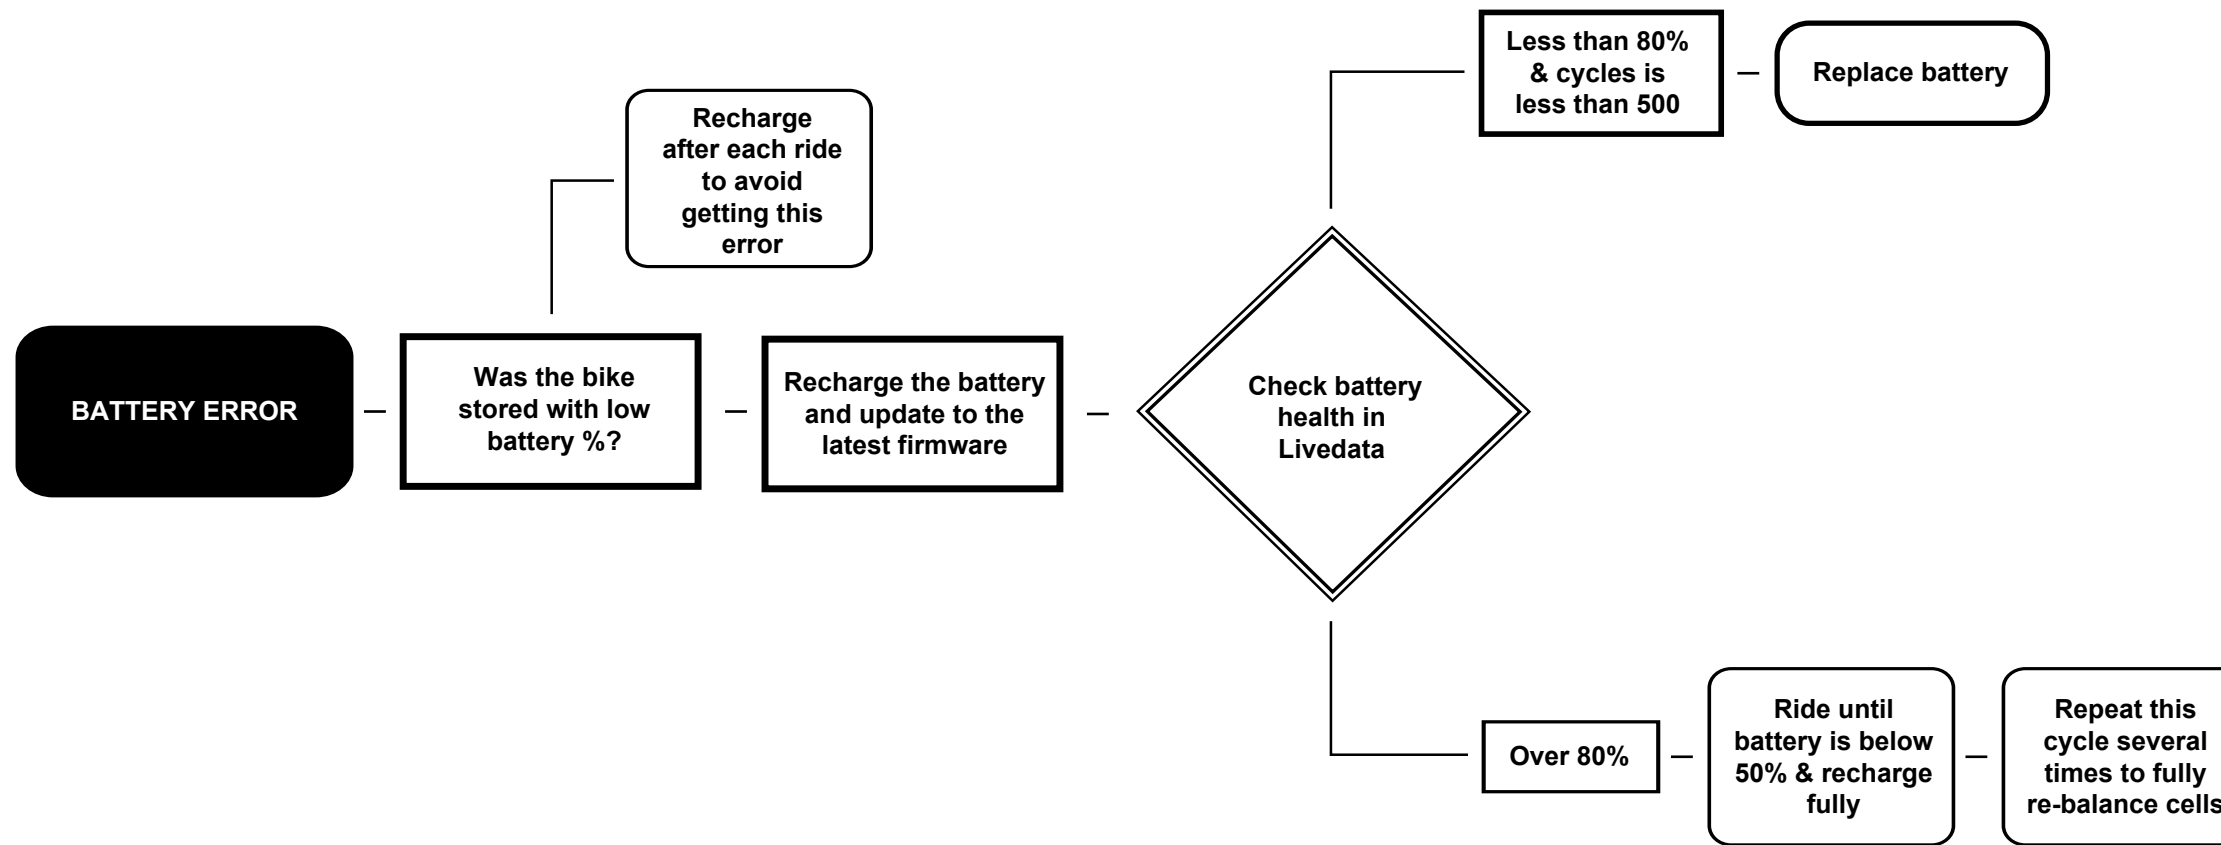 BATTERY ERROR
Was the bike
stored with low
battery %?
Recharge
after each ride
to avoid
getting this
error
Recharge the battery
and update to the
latest firmware
Check battery
health in
Livedata
Less than 80%
& cycles is
less than 500
Replace battery
Over 80%
Ride until
battery is below
50% & recharge
fully
Repeat this
cycle several
times to fully
re-balance cells